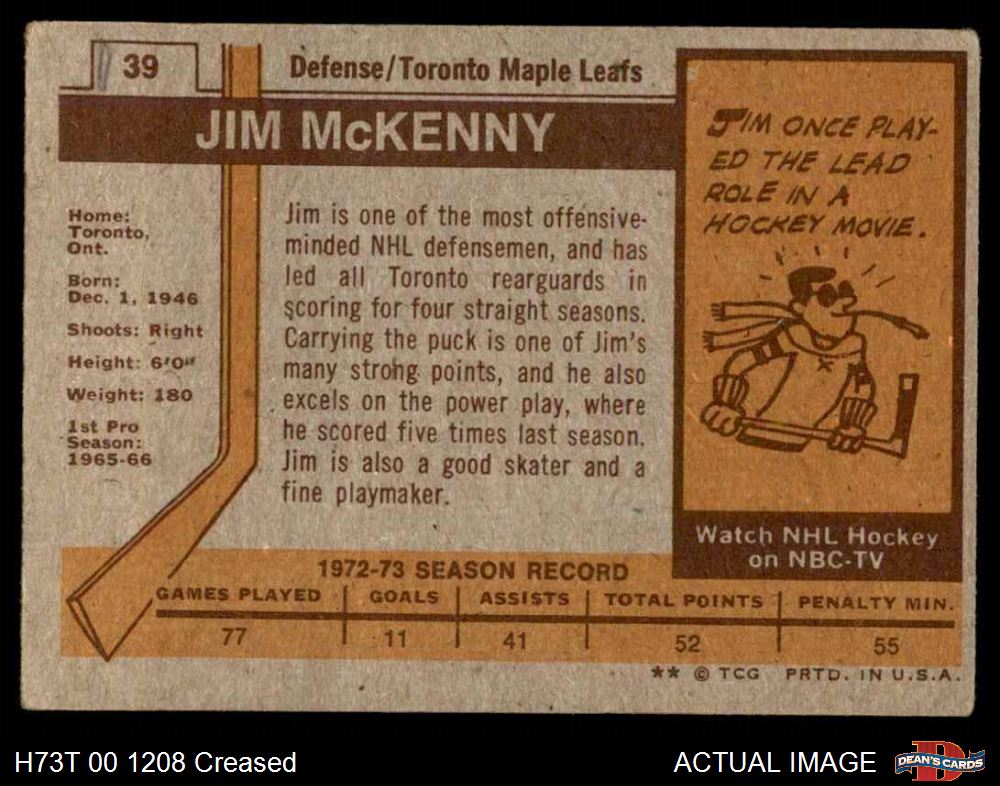 39
Defense/Toronto Maple Leafs
JIM McKENNY
Home:
Toronto,
Ont.
Born:
Dec. 1, 1946
Shoots: Right
Height: 6'0"
Weight: 180
1st Pro
Season:
1965-66
Jim is one of the most offensive-
minded NHL defensemen, and has
led all Toronto rearguards in
scoring for four straight seasons.
Carrying the puck is one of Jim's
many strong points, and he also
excels on the power play, where
he scored five times last season.
Jim is also a good skater and a
fine playmaker.
JIM ONCE PLAY-
ED THE LEAD
ROLE IN A
HOCKEY MOVIE.
Watch NHL Hockey
on NBC-TV
1972-73 SEASON RECORD
GAMES PLAYED GOALS ASSISTS TOTAL POINTS PENALTY MIN.
77 11 41 52 55
** © TCG PRTD. IN U.S.A.
H73T 00 1208 Creased ACTUAL IMAGE
D
DEAN'S CARDS